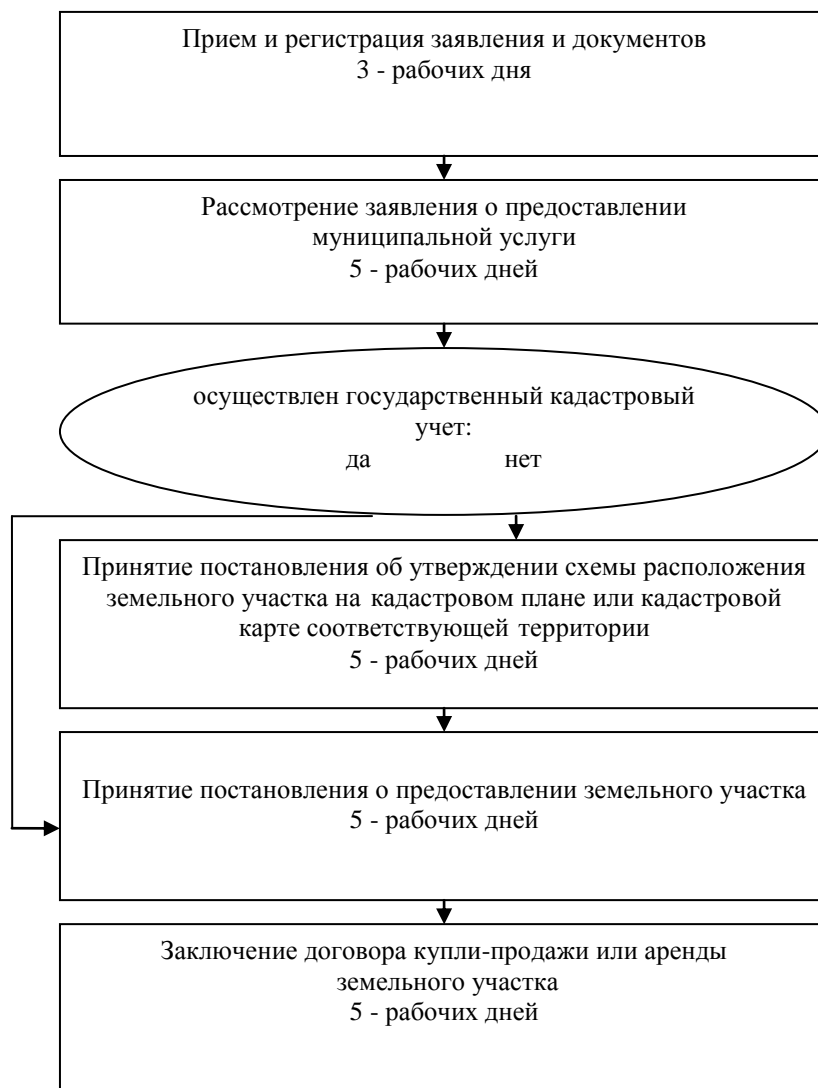 Прием и регистрация заявления и документов
3 - рабочих дня
Рассмотрение заявления о предоставлении
муниципальной услуги
5 - рабочих дней
осуществлен государственный кадастровый
учет:
да нет
Принятие постановления об утверждении схемы расположения
земельного участка на кадастровом плане или кадастровой
карте соответствующей территории
5 - рабочих дней
Принятие постановления о предоставлении земельного участка
5 - рабочих дней
Заключение договора купли-продажи или аренды
земельного участка
5 - рабочих дней